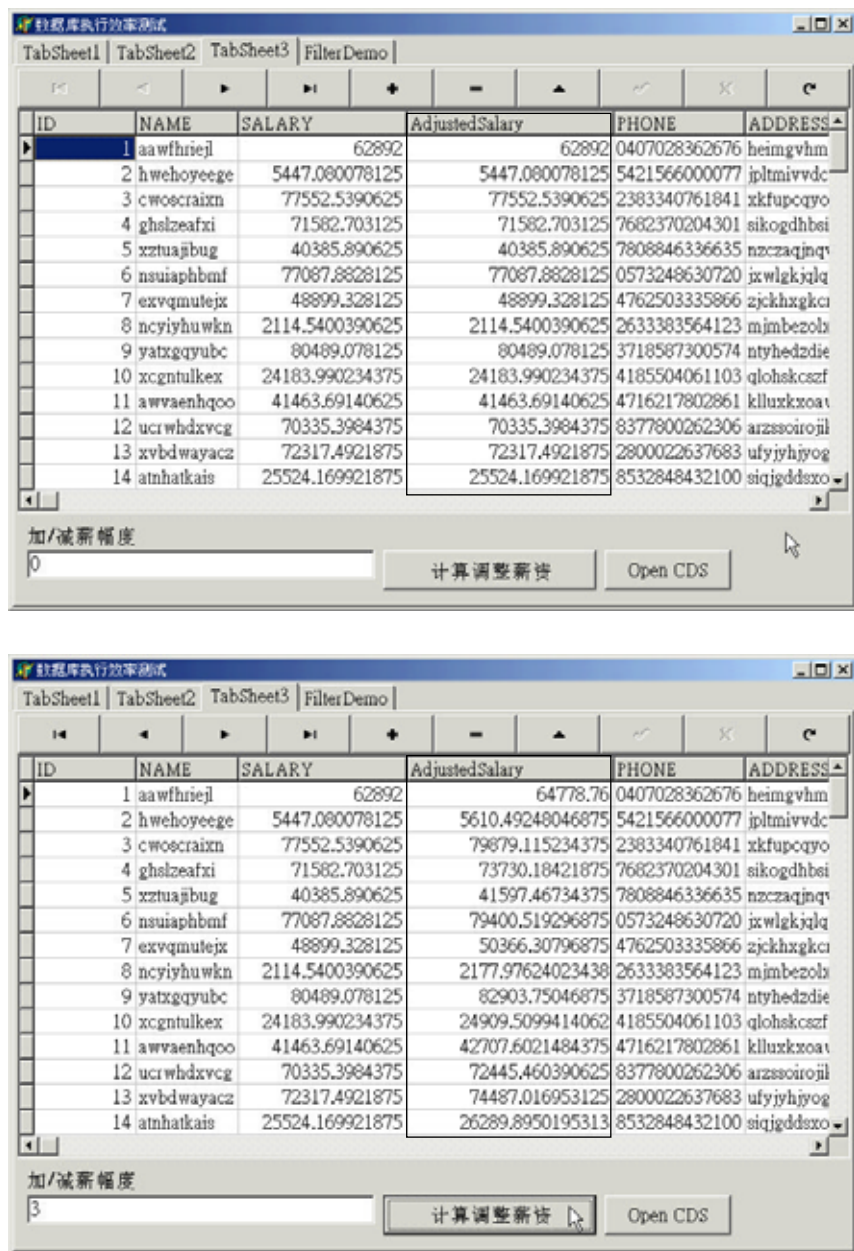 数据库执行效率测试
TabSheet1 TabSheet2 TabSheet3 FilterDemo
ID NAME SALARY AdjustedSalary PHONE ADDRESS
1 aawfhriejl 62892 62892 0407028362676 heimgvhm
2 hwehoyeege 5447.080078125 5447.080078125 5421566000077 jpltmivvdc
3 cwoscraixn 77552.5390625 77552.5390625 23833340761841 xkfupcqyo
4 ghslzeafxi 71582.703125 71582.703125 7682370204301 sikogdhbsi
5 xztuajibug 40385.890625 40385.890625 7808846336635 nzczaqjnqv
6 nsuiaphbmf 77087.8828125 77087.8828125 0573248630720 jxwlgkjqlq
7 exvqmutejx 48899.328125 48899.328125 4762503335866 zjckhxgkcr
8 ncyiyhuwkn 2114.5400390625 2114.5400390625 2633383564123 mjmbezolx
9 yatxgqyubc 80489.078125 80489.078125 3718587300574 ntyhedzdie
10 xcgntulkex 24183.990234375 24183.990234375 4185504061103 qlohskcszf
11 awvaenhqoo 41463.69140625 41463.69140625 4716217802861 klluxkxoav
12 ucrwhdxvcg 70335.3984375 70335.3984375 8377800262306 arzssoirojil
13 xvbdwayacz 72317.4921875 72317.4921875 2800022637683 ufyjyhjyog
14 atnhatkais 25524.169921875 25524.169921875 8532848432100 siqjgddsxo
加/减薪幅度
0
计算调整薪资 Open CDS
数据库执行效率测试
TabSheet1 TabSheet2 TabSheet3 FilterDemo
ID NAME SALARY AdjustedSalary PHONE ADDRESS
1 aawfhriejl 62892 64778.76 0407028362676 heimgvhm
2 hwehoyeege 5447.080078125 5610.49248046875 5421566000077 jpltmivvdc
3 cwoscraixn 77552.5390625 79879.115234375 2383340761841 xkfupcqyo
4 ghslzeafxi 71582.703125 73730.18421875 7682370204301 sikogdhbsi
5 xztuajibug 40385.890625 41597.46734375 7808846336635 nzczaqjnqv
6 nsuiaphbmf 77087.8828125 79400.519296875 0573248630720 jxwlgkjqlq
7 exvqmutejx 48899.328125 50366.30796875 4762503335866 zjckhxgkcr
8 ncyiyhuwkn 2114.5400390625 2177.97624023438 2633383564123 mjmbezolx
9 yatxgqyubc 80489.078125 82903.75046875 3718587300574 ntyhedzdie
10 xcgntulkex 24183.990234375 24909.5099414062 4185504061103 qlohskcszf
11 awvaenhqoo 41463.69140625 42707.6021484375 4716217802861 klluxkxoav
12 ucrwhdxvcg 70335.3984375 72445.460390625 8377800262306 arzssoirojil
13 xvbdwayacz 72317.4921875 74487.016953125 2800022637683 ufyjyhjyog
14 atnhatkais 25524.169921875 26289.8950195313 8532848432100 siqjgddsxo
加/减薪幅度
3
计算调整薪资 Open CDS